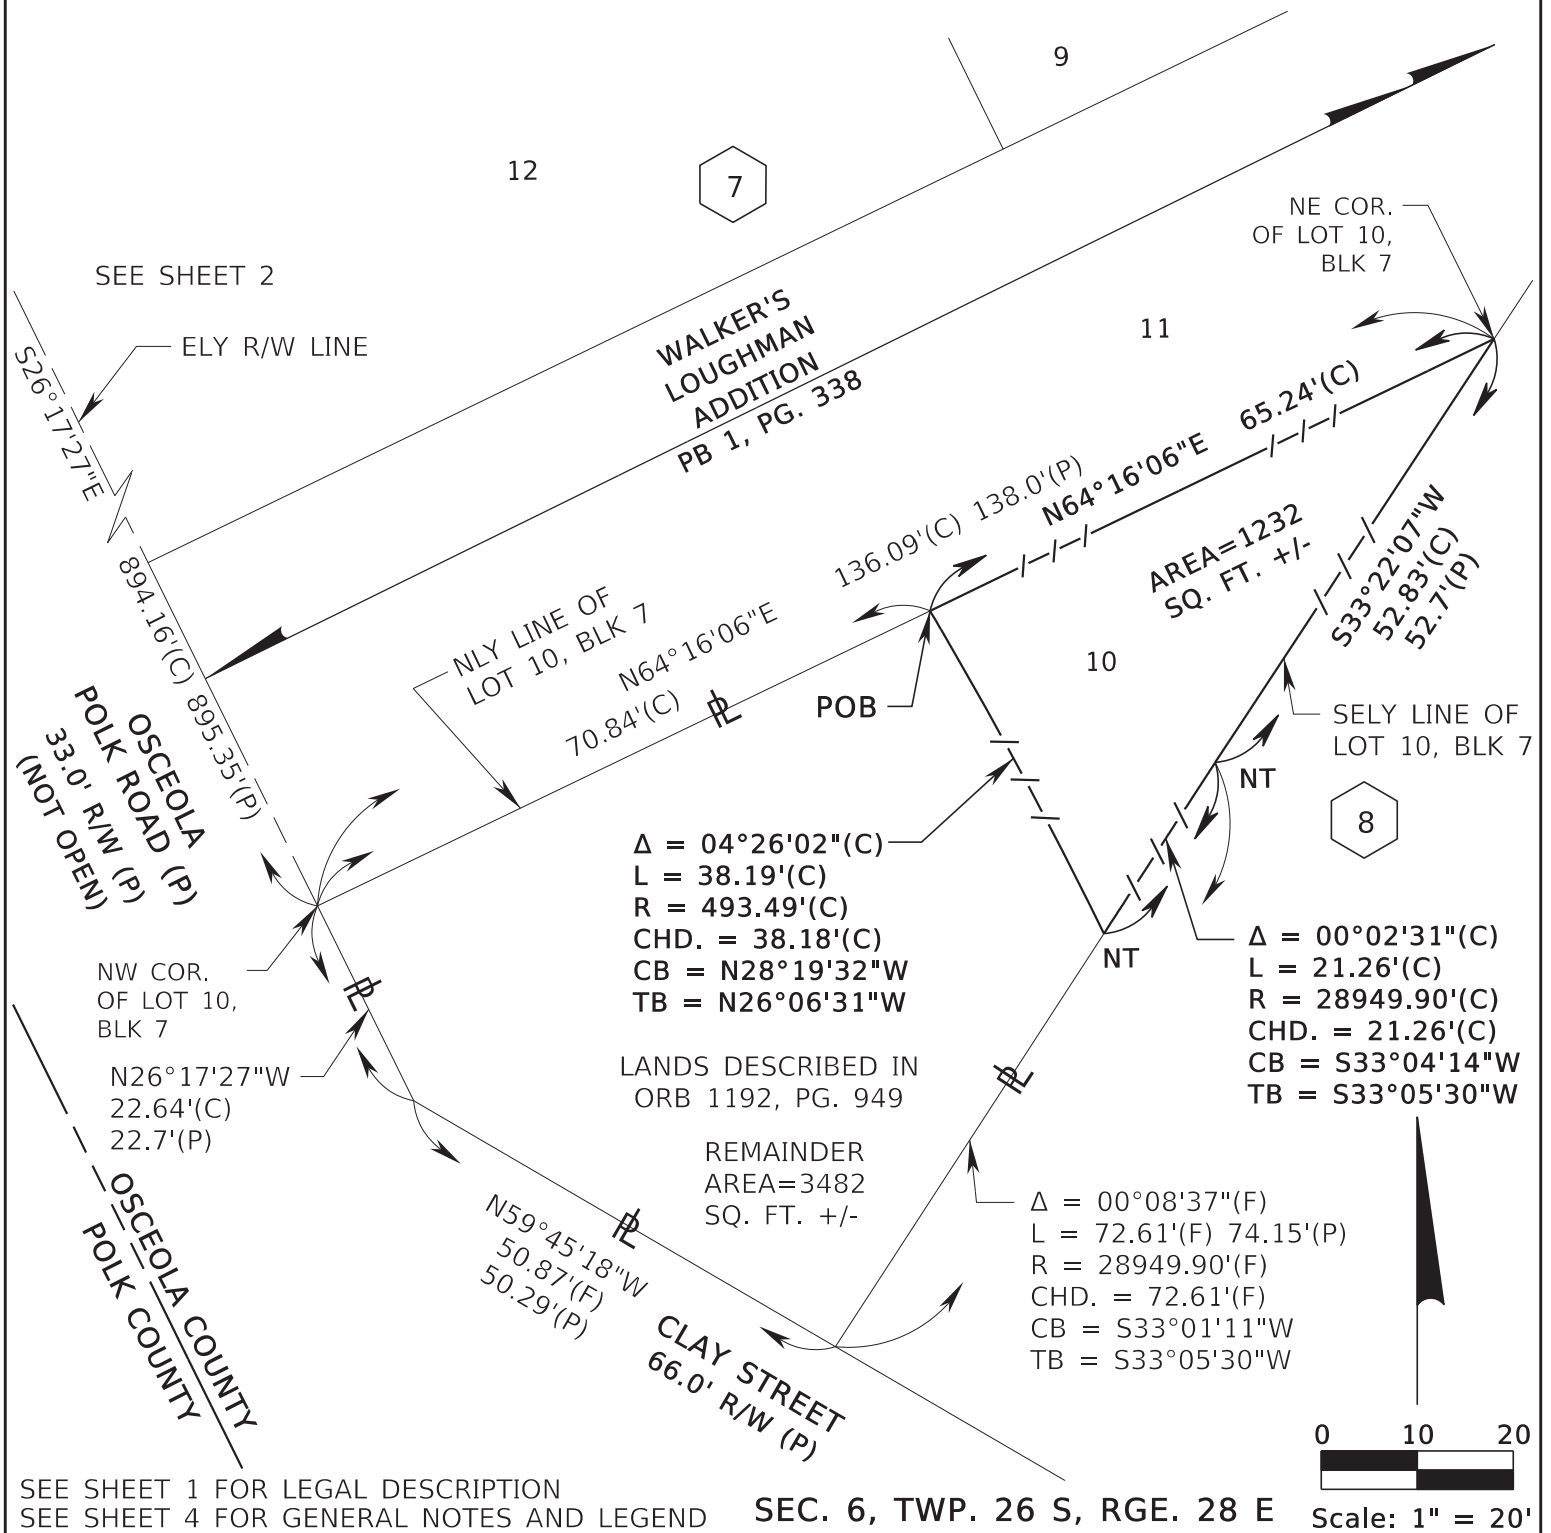 9
12
7
NE COR.
OF LOT 10,
BLK 7
SEE SHEET 2
ELY R/W LINE
WALKER'S
LOUGHMAN
ADDITION
PB 1, PG. 338
11
S26°17'27"E
894.16'(C) 895.35'(P)
65.24'(C)
N64°16'06"E
136.09'(C) 138.0'(P)
AREA=1232
SQ. FT. +/-
S33°22'07"W
52.83'(C)
52.7'(P)
NLY LINE OF
LOT 10, BLK 7
N64°16'06"E
70.84'(C)
PL
10
POB
SELY LINE OF
LOT 10, BLK 7
NT
8
OSCEOLA
POLK ROAD (P)
33.0' R/W (P)
(NOT OPEN)
Δ = 04°26'02"(C)
L = 38.19'(C)
R = 493.49'(C)
CHD. = 38.18'(C)
CB = N28°19'32"W
TB = N26°06'31"W
NT
Δ = 00°02'31"(C)
L = 21.26'(C)
R = 28949.90'(C)
CHD. = 21.26'(C)
CB = S33°04'14"W
TB = S33°05'30"W
NW COR.
OF LOT 10,
BLK 7
PL
N26°17'27"W
22.64'(C)
22.7'(P)
LANDS DESCRIBED IN
ORB 1192, PG. 949
PL
REMAINDER
AREA=3482
SQ. FT. +/-
OSCEOLA COUNTY
POLK COUNTY
PL
N59°45'18"W
50.87'(F)
50.29'(P)
Δ = 00°08'37"(F)
L = 72.61'(F) 74.15'(P)
R = 28949.90'(F)
CHD. = 72.61'(F)
CB = S33°01'11"W
TB = S33°05'30"W
CLAY STREET
66.0' R/W (P)
0 10 20
Scale: 1" = 20'
SEE SHEET 1 FOR LEGAL DESCRIPTION
SEE SHEET 4 FOR GENERAL NOTES AND LEGEND
SEC. 6, TWP. 26 S, RGE. 28 E